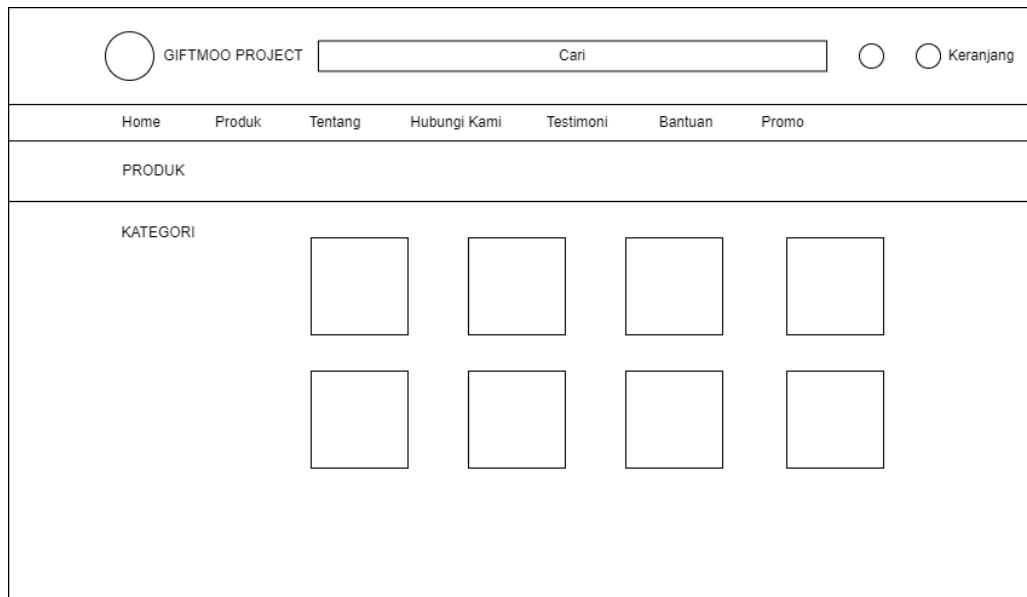 GIFTMOO PROJECT
Cari
Keranjang
Home Produk Tentang Hubungi Kami Testimoni Bantuan Promo
PRODUK
KATEGORI